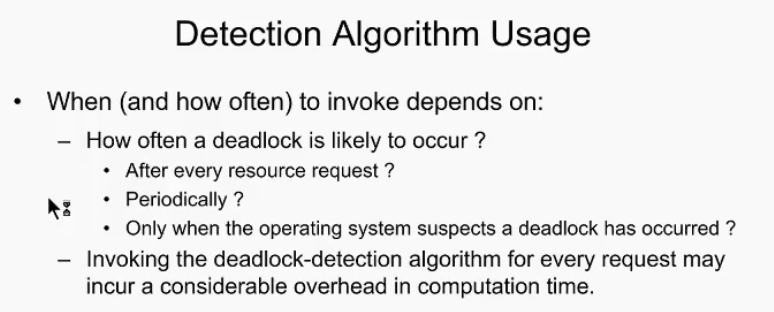 Detection Algorithm Usage
• When (and how often) to invoke depends on:
– How often a deadlock is likely to occur ?
• After every resource request ?
• Periodically ?
• Only when the operating system suspects a deadlock has occurred ?
– Invoking the deadlock-detection algorithm for every request may
incur a considerable overhead in computation time.